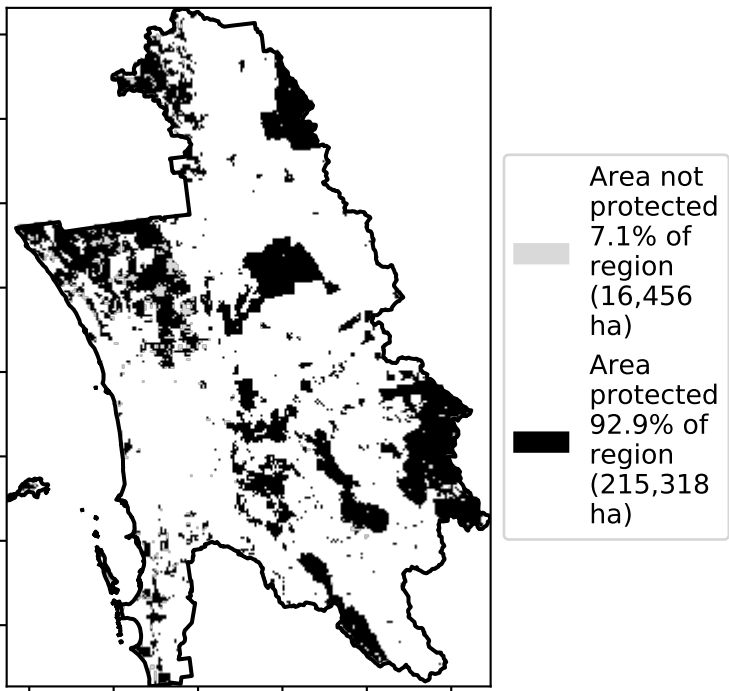 Area not
protected
7.1% of
region
(16,456
ha)
Area
protected
92.9% of
region
(215,318
ha)